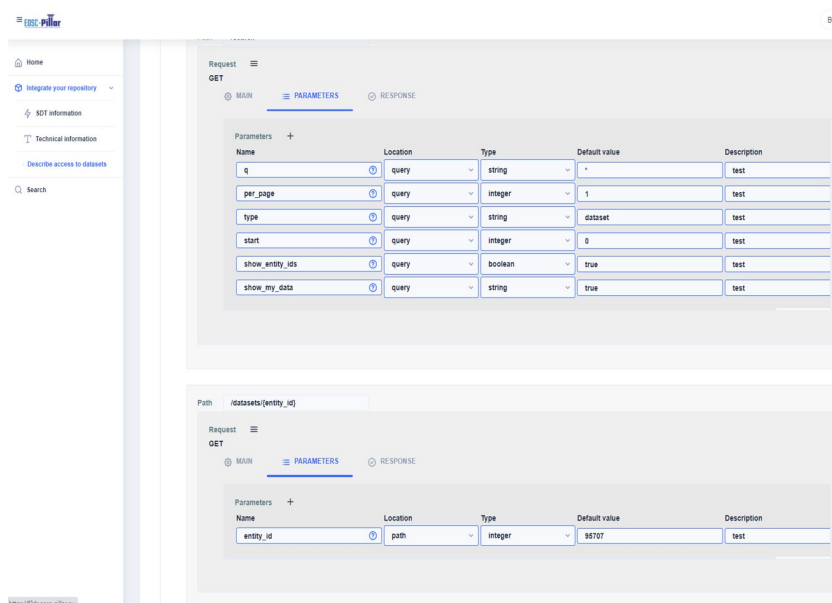 EOSC-Pillar
B
Home
Integrate your repository
SDT information
Technical information
Describe access to datasets
Search
Request
GET
MAIN PARAMETERS RESPONSE
Parameters +
Name Location Type Default value Description
q query string * test
per_page query integer 1 test
type query string dataset test
start query integer 0 test
show_entity_ids query boolean true test
show_my_data query string true test
Path /datasets/{entity_id}
Request
GET
MAIN PARAMETERS RESPONSE
Parameters +
Name Location Type Default value Description
entity_id path integer 95707 test